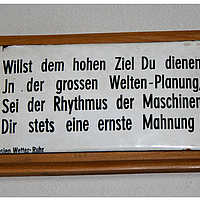 Willst dem hohen Ziel Du dienen
Jn der grossen Welten-Planung,
Sei der Rhythmus der Maschinen
Dir stets eine ernste Mahnung
Wetter-Ruhr